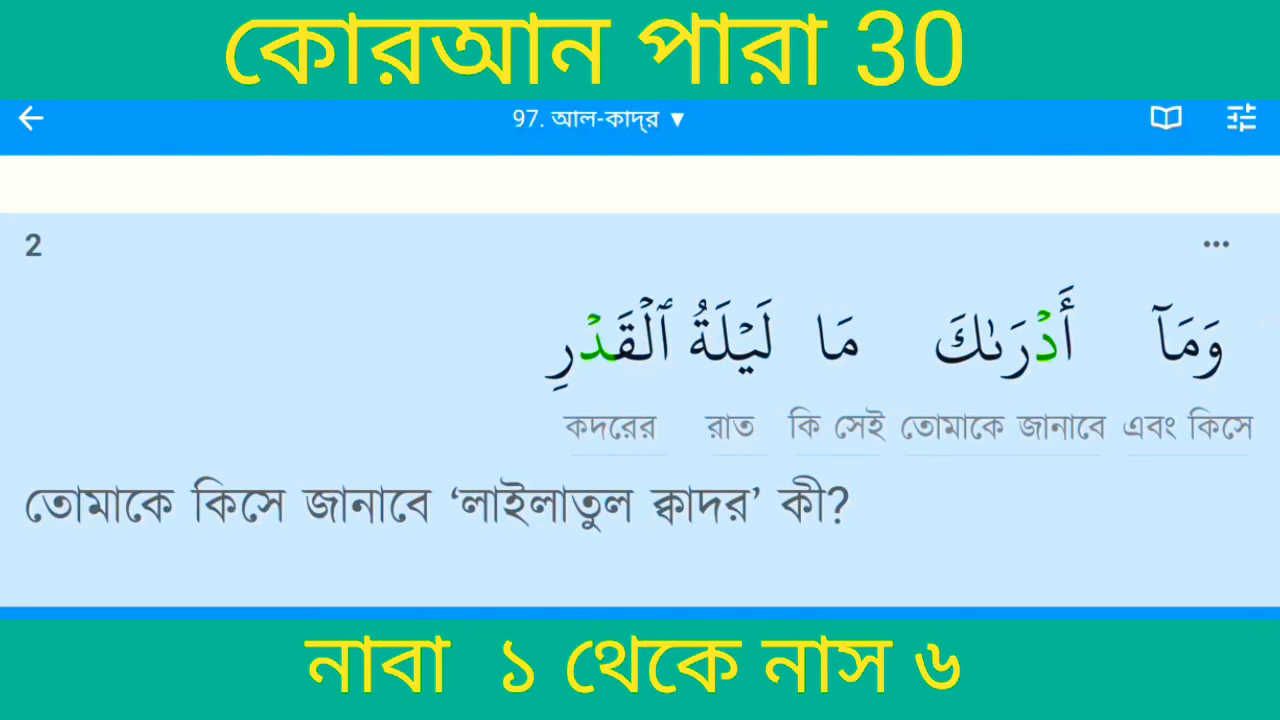 কোরআন পারা 30
97. আল-কাদ্র ▼
2
وَمَآ أَدۡرَىٰكَ مَا لَيۡلَةُ ٱلۡقَدۡرِ
এবং কিসে তোমাকে জানাবে কি সেই রাত কদরের
তোমাকে কিসে জানাবে ‘লাইলাতুল ক্বাদর’ কী?
নাবা ১ থেকে নাস ৬